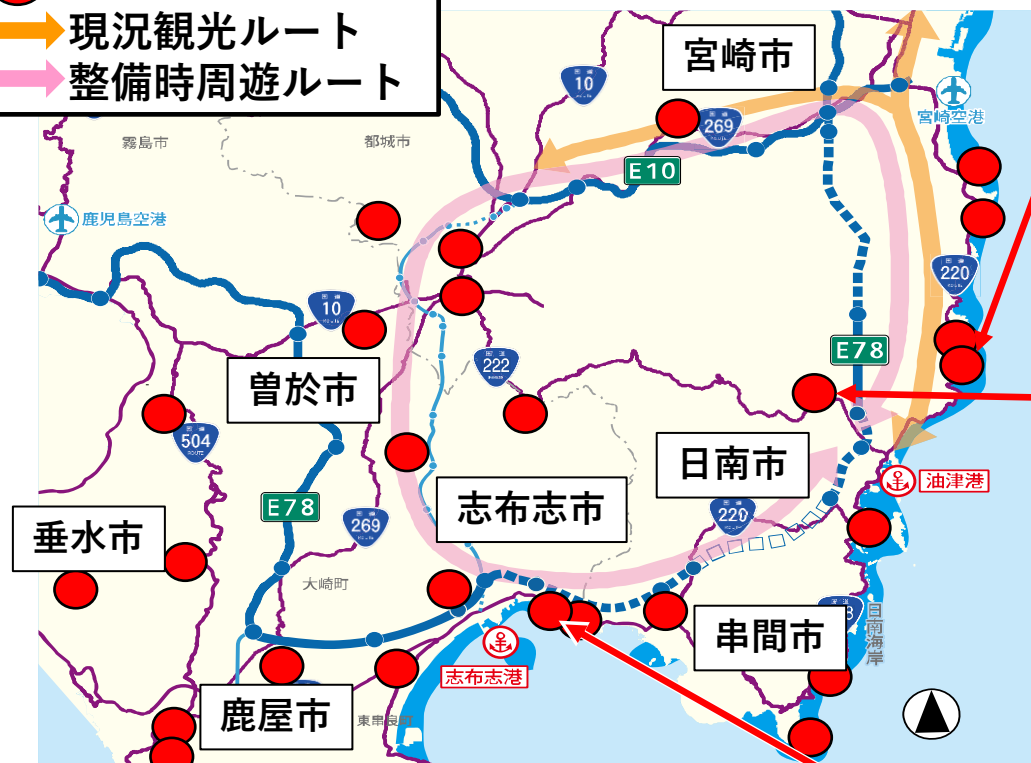 現況観光ルート
整備時周遊ルート
宮崎市
10
269
宮崎空港
霧島市
都城市
E10
鹿児島空港
220
10
E78
222
曽於市
504
ROUTE
日南市
油津港
E78
志布志市
220
269
垂水市
大崎町
串間市
日南海岸
志布志港
鹿屋市
東串良町